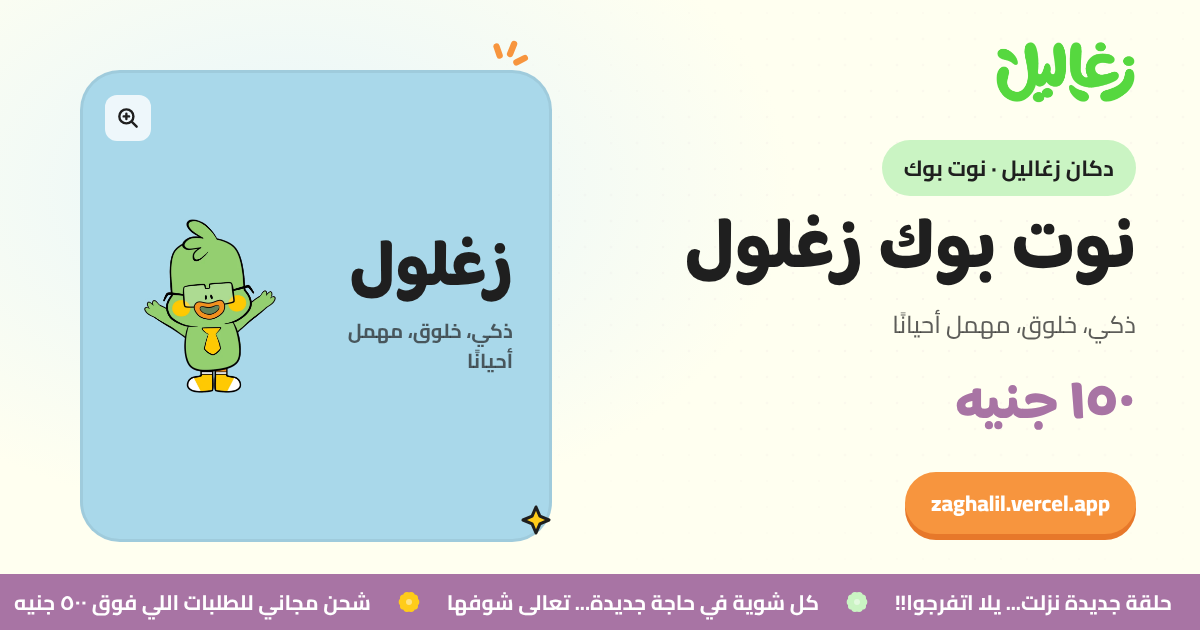 زغاليل
دكان زغاليل · نوت بوك
نوت بوك زغلول
ذكي، خلوق، مهمل أحيانًا
١٥٠ جنيه
zaghalil.vercel.app
زغلول
ذكي، خلوق، مهمل
أحيانًا
حلقة جديدة نزلت... يلا اتفرجوا!! كل شوية في حاجة جديدة... تعالى شوفها شحن مجاني للطلبات اللي فوق ٥٠٠ جنيه